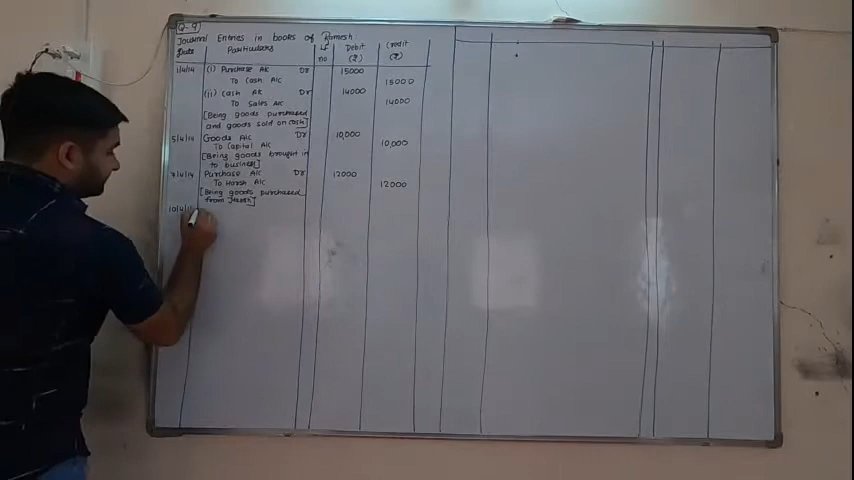 Q-9
Journal Entries in books of Ramesh
Date Particulars lf no Debit (₹) Credit (₹)
1/4/14 (i) Purchase A/c Dr 15000
To Cash A/c 15000
(ii) Cash A/c Dr 14000
To Sales A/c 14000
[Being goods purchased
and goods sold on cash]
5/4/14 Goods A/c Dr 10,000
To Capital A/c 10,000
[Being goods brought in
to business]
7/4/14 Purchase A/c Dr 12000
To Harsh A/c 12000
[Being goods purchased
from Harsh]
10/4/1